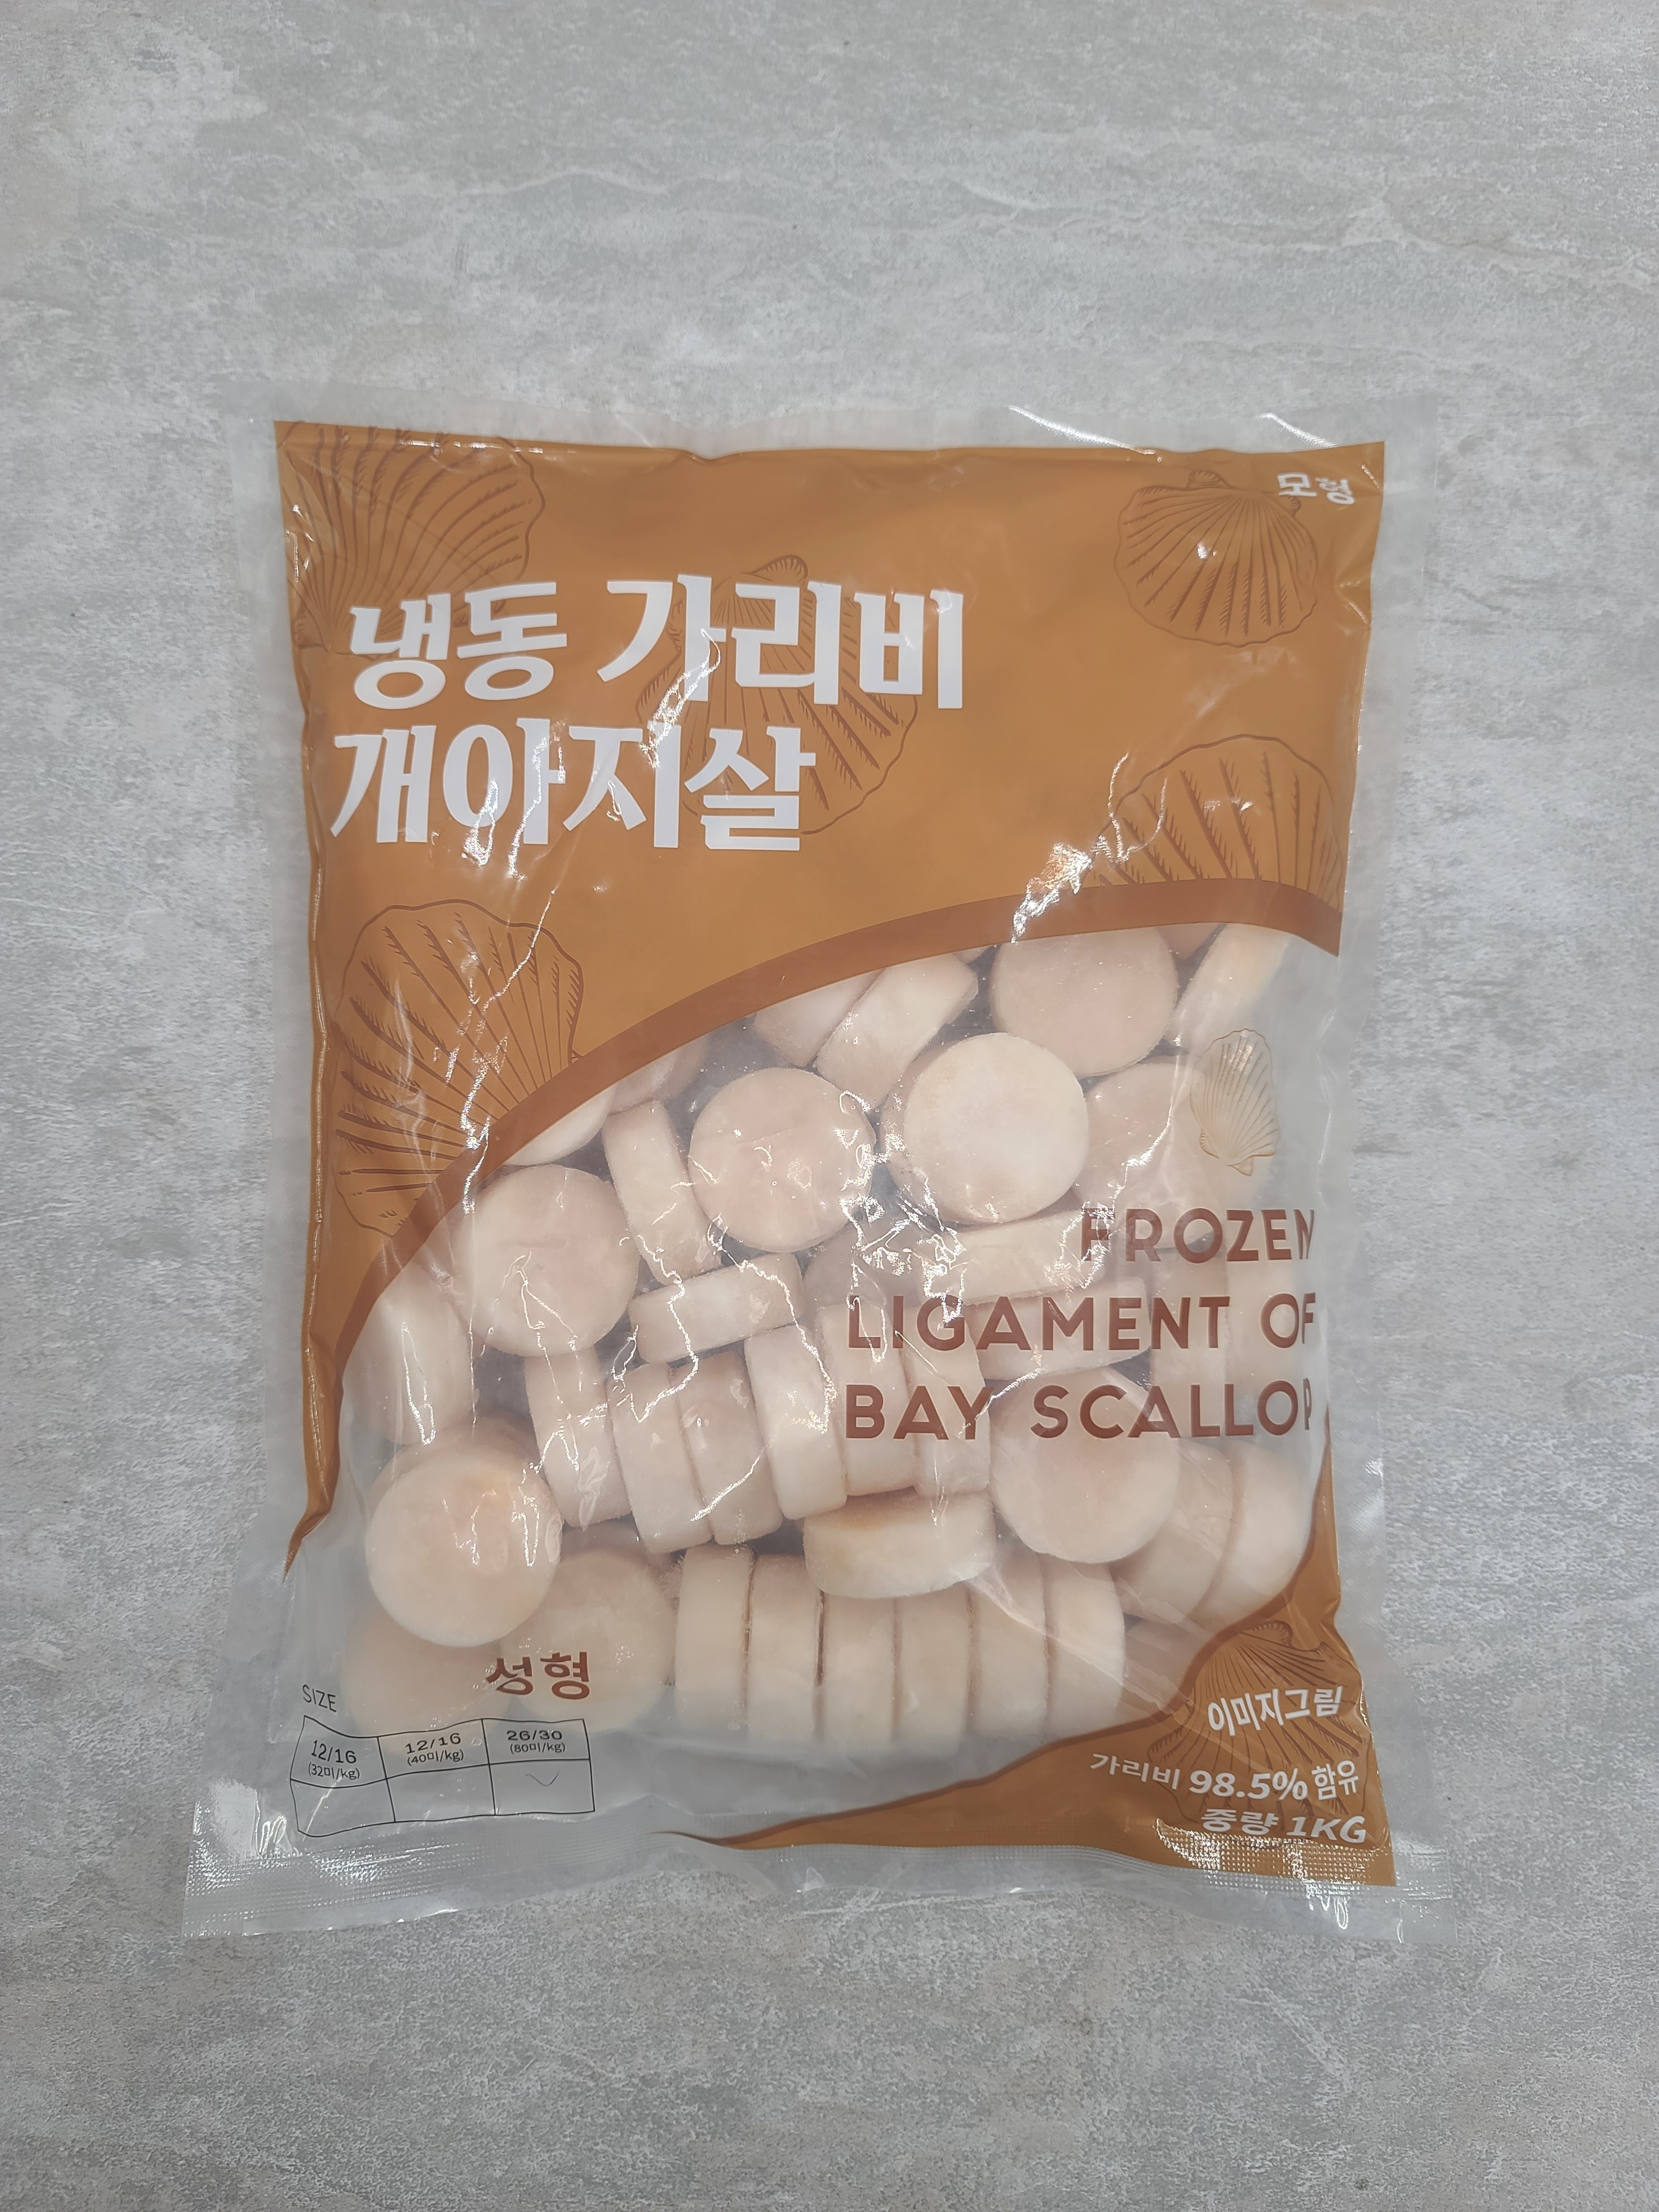 모형
냉동 가리비
개아지살
FROZEN
LIGAMENT OF
BAY SCALLOP
성형
SIZE
12/16 12/16 26/30
(32미/kg) (40미/kg) (80미/kg)
이미지그림
가리비 98.5% 함유
중량 1KG